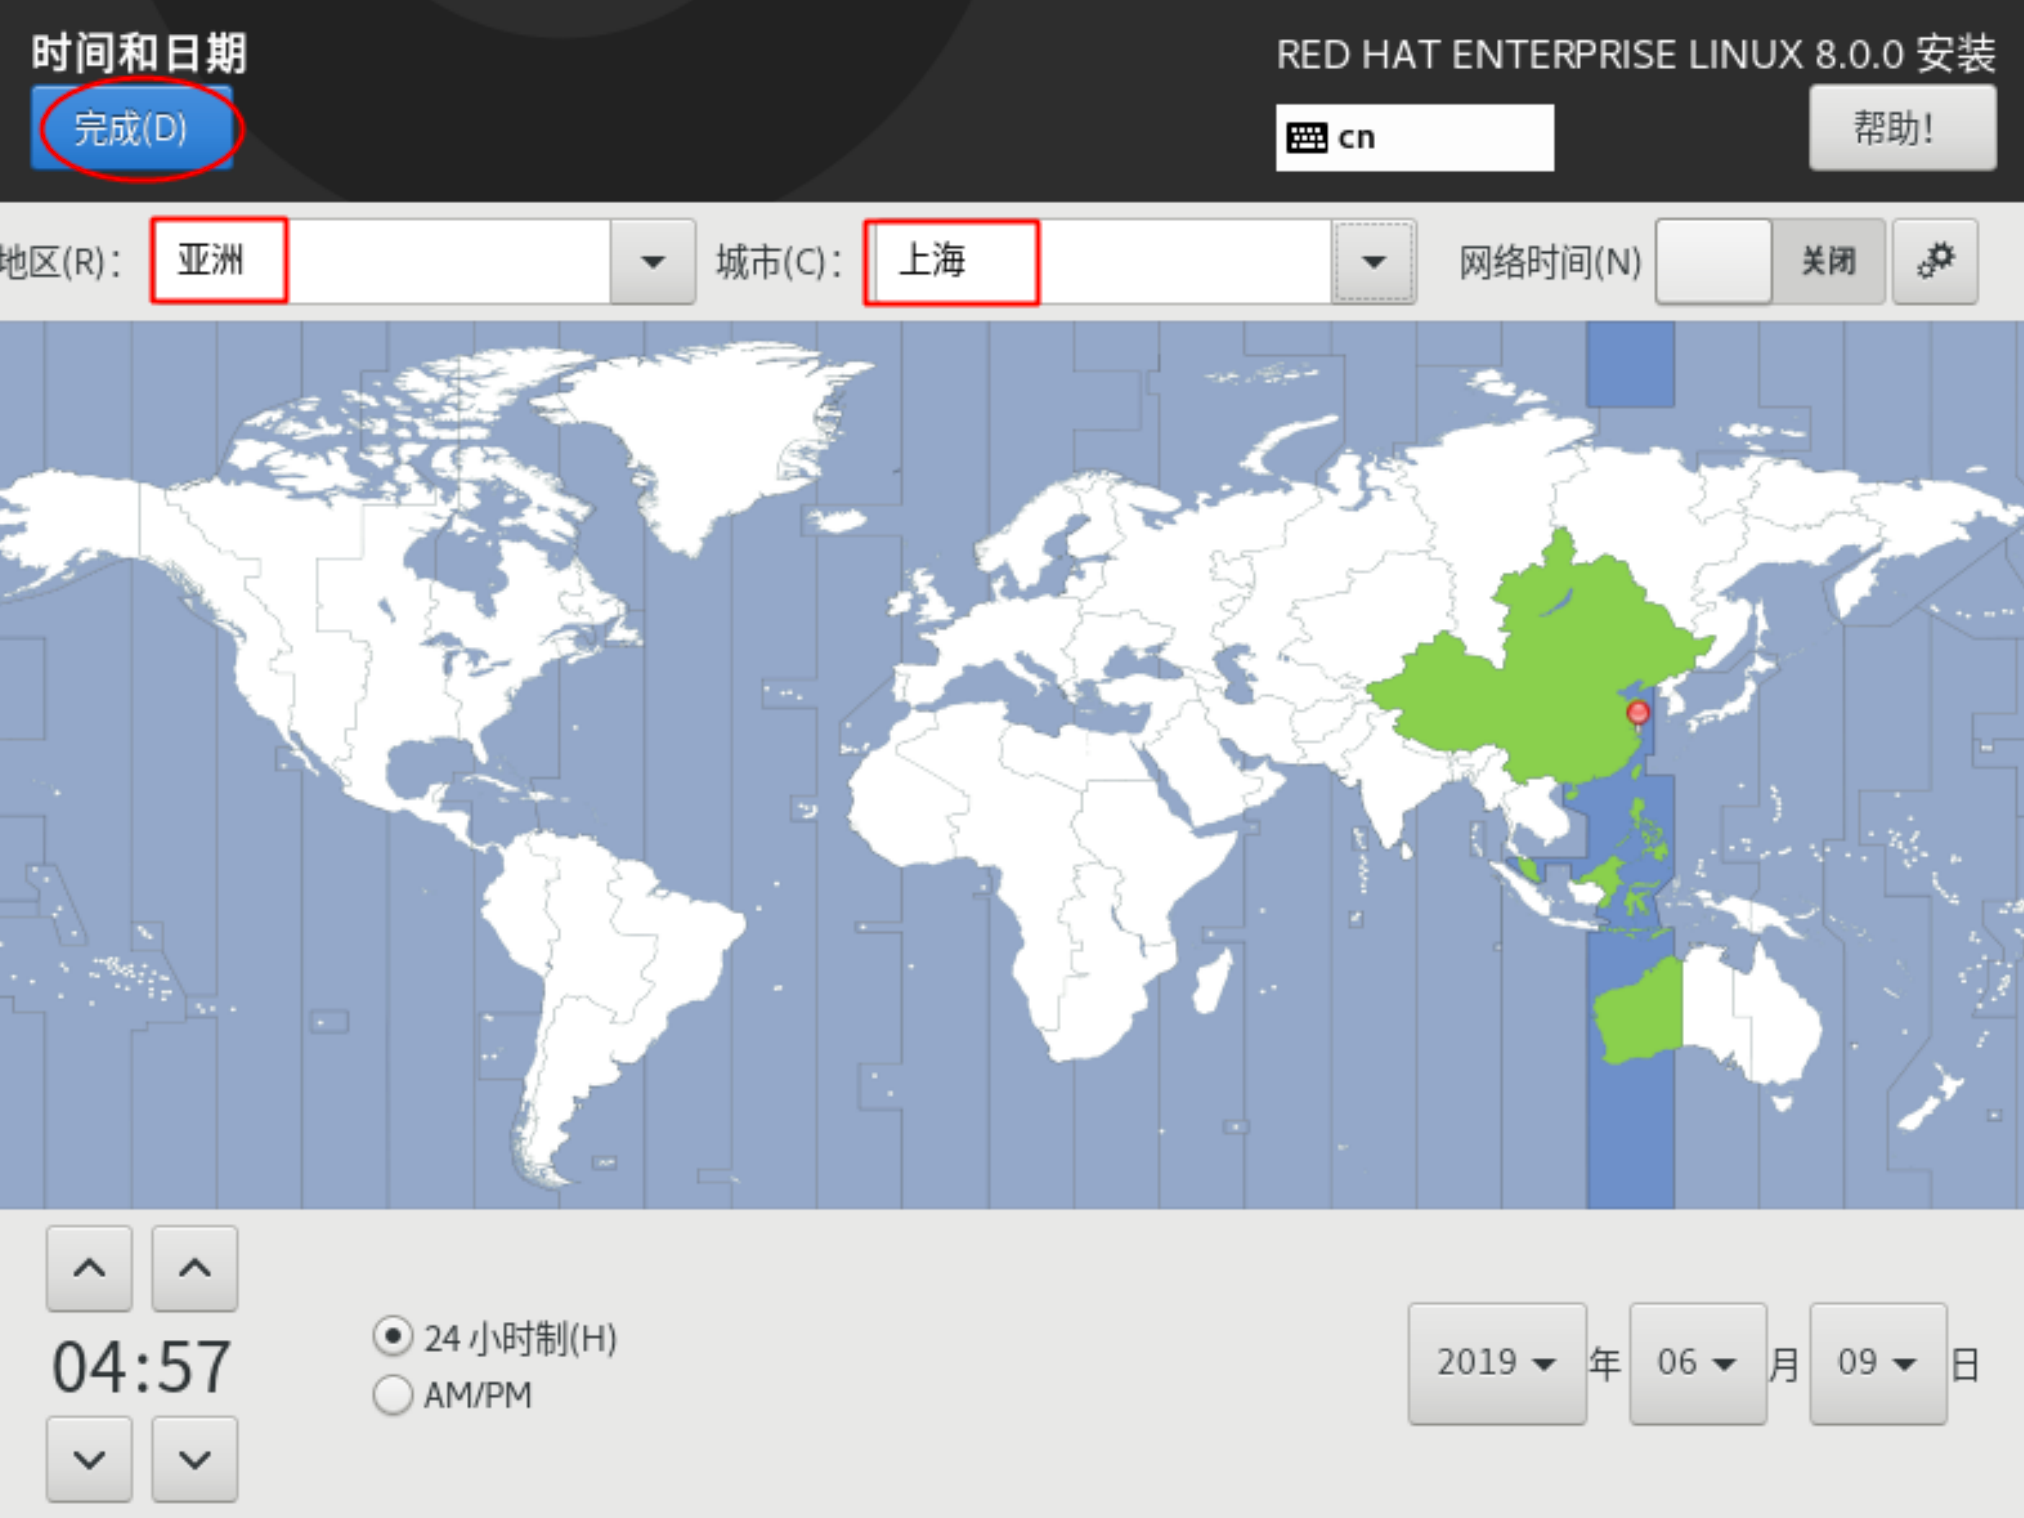 时间和日期
RED HAT ENTERPRISE LINUX 8.0.0 安装
完成(D)
cn
帮助！
地区(R)：
亚洲
城市(C)：
上海
网络时间(N)
关闭
04:57
24 小时制(H)
AM/PM
2019 年 06 月 09 日